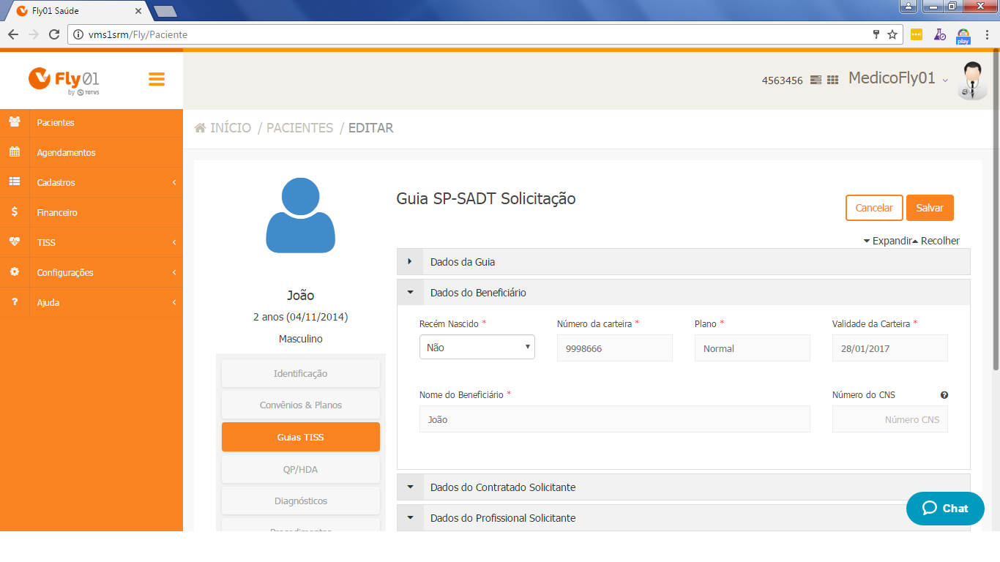 Fly01 Saúde
vms1srm/Fly/Paciente
play
Fly01
by TOTVS
4563456 MedicoFly01
Pacientes
Agendamentos
Cadastros
Financeiro
TISS
Configurações
Ajuda
INÍCIO / PACIENTES / EDITAR
João
2 anos (04/11/2014)
Masculino
Identificação
Convênios & Planos
Guias TISS
QP/HDA
Diagnósticos
Procedimentos
Guia SP-SADT Solicitação
Cancelar Salvar
Expandir Recolher
Dados da Guia
Dados do Beneficiário
Recém Nascido * Número da carteira * Plano * Validade da Carteira *
Não 9998666 Normal 28/01/2017
Nome do Beneficiário * Número do CNS
João Número CNS
Dados do Contratado Solicitante
Dados do Profissional Solicitante
Chat